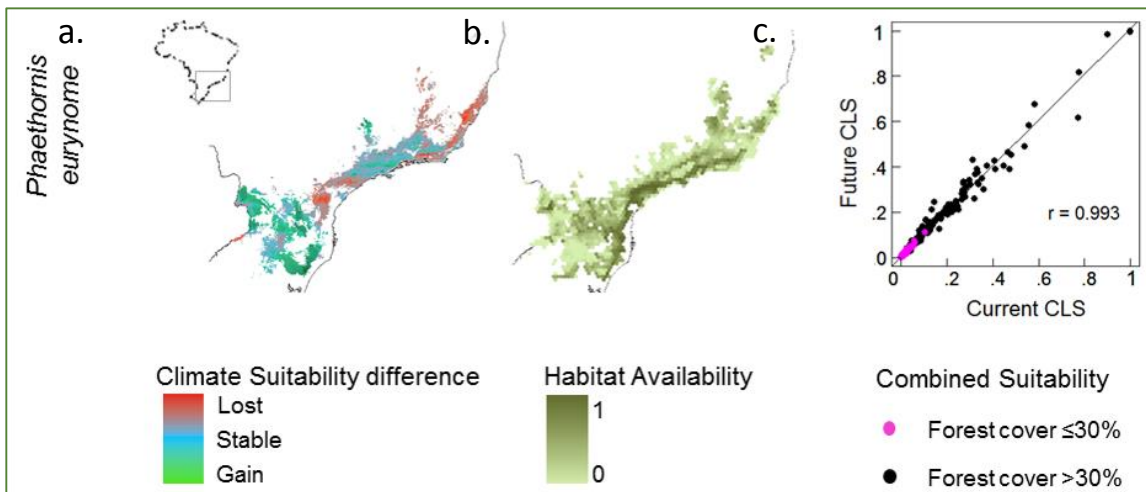 a.
b.
c.
Phaethornis
eurynome
Future CLS
1
.8
.6
.4
.2
0
r = 0.993
0 .2 .4 .6 .8 1
Current CLS
Climate Suitability difference
Lost
Stable
Gain
Habitat Availability
1
0
Combined Suitability
Forest cover ≤30%
Forest cover >30%